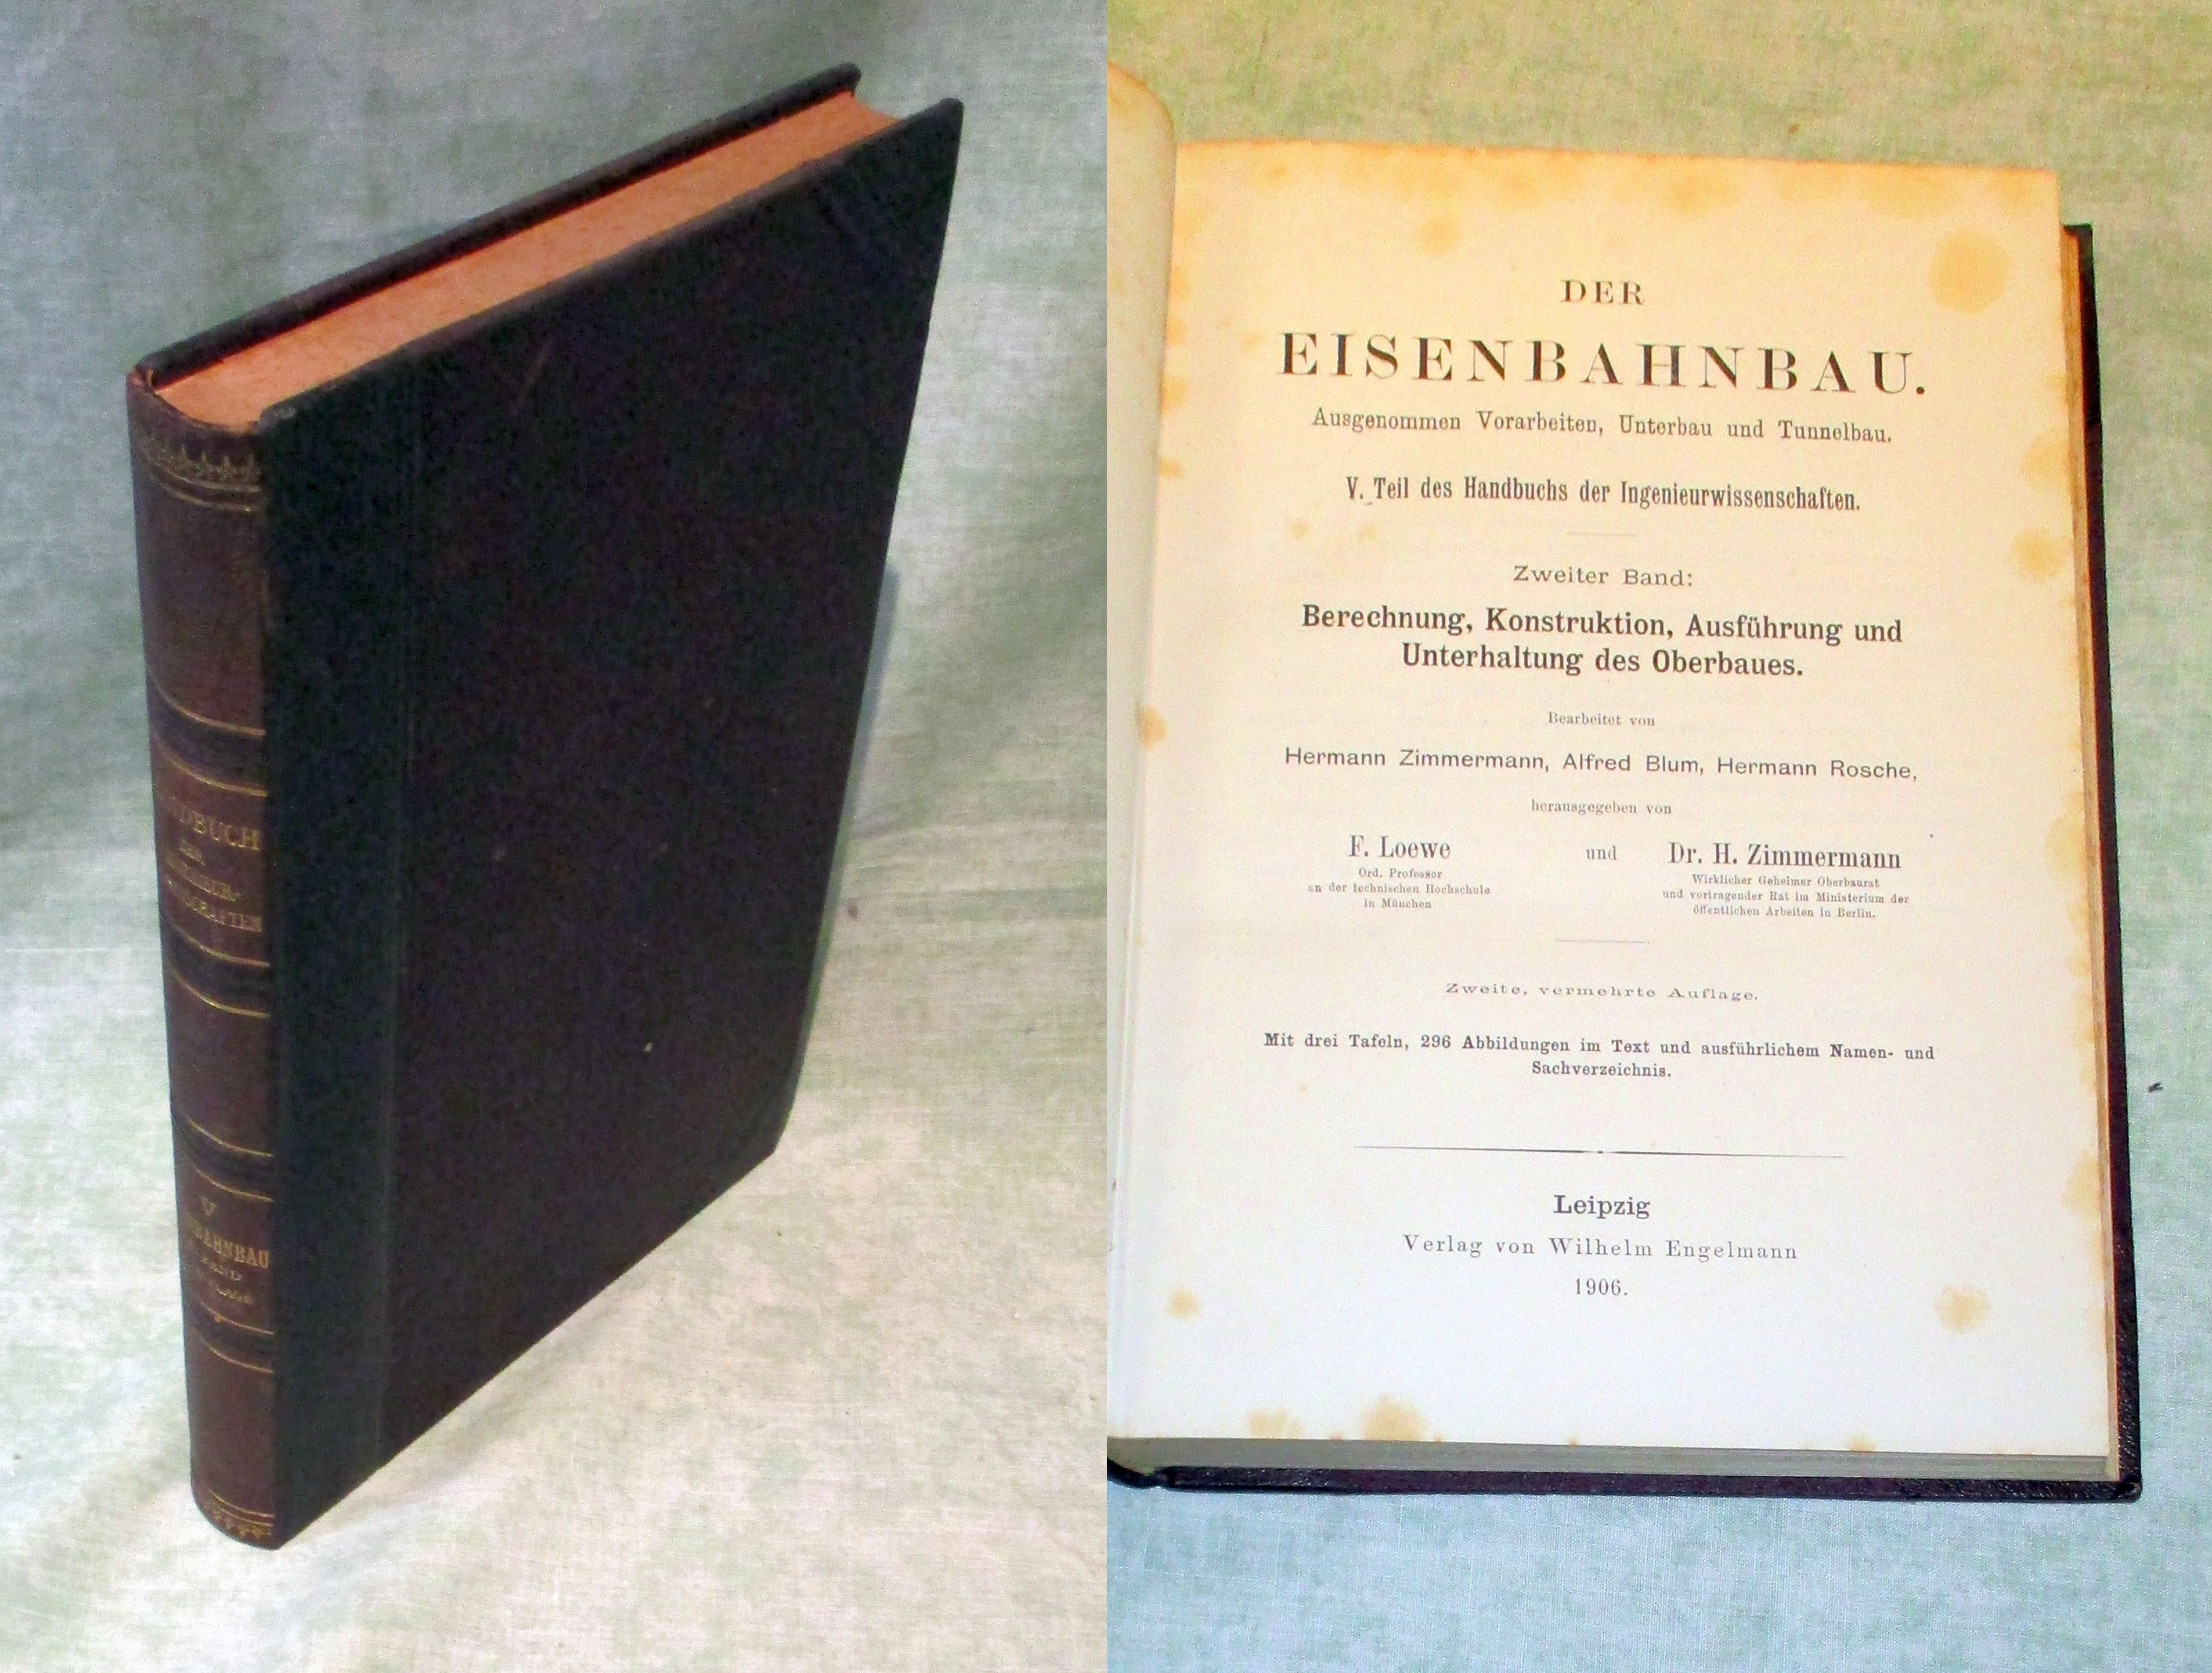 DBUCH
V
BAHNBAU
BAND
DER
EISENBAHNBAU.
Ausgenommen Vorarbeiten, Unterbau und Tunnelbau.
V. Teil des Handbuchs der Ingenieurwissenschaften.
Zweiter Band:
Berechnung, Konstruktion, Ausführung und
Unterhaltung des Oberbaues.
Bearbeitet von
Hermann Zimmermann, Alfred Blum, Hermann Rosche,
herausgegeben von
F. Loewe und Dr. H. Zimmermann
Ord. Professor
an der technischen Hochschule
in München
Wirklicher Geheimer Oberbaurat
und vortragender Rat im Ministerium der
öffentlichen Arbeiten in Berlin.
Zweite, vermehrte Auflage.
Mit drei Tafeln, 296 Abbildungen im Text und ausführlichem Namen- und
Sachverzeichnis.
Leipzig
Verlag von Wilhelm Engelmann
1906.